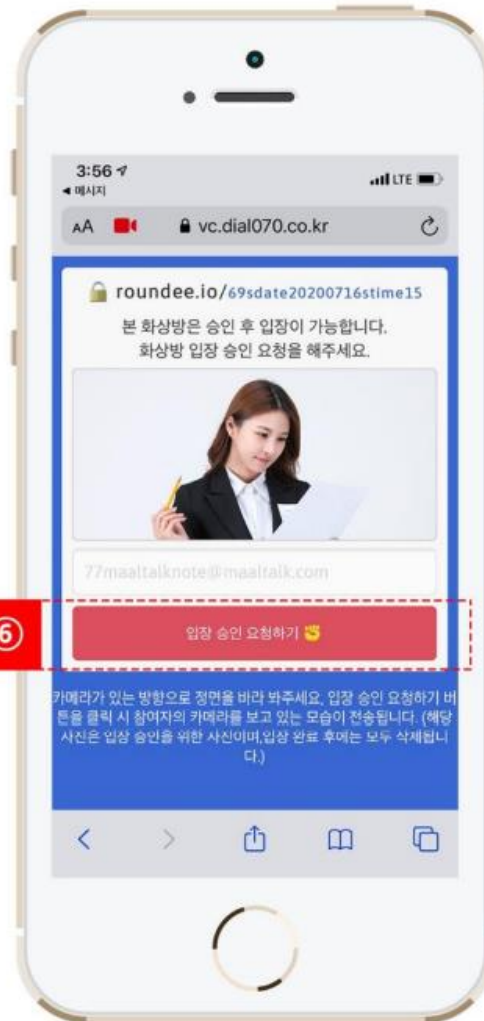 3:56
◀ 메시지
LTE
AA
vc.dial070.co.kr
roundee.io/69sdate20200716stime15
본 화상방은 승인 후 입장이 가능합니다.
화상방 입장 승인 요청을 해주세요.
77maaltalknote@maaltalk.com
⑥
입장 승인 요청하기 ✊
카메라가 있는 방향으로 정면을 바라 봐주세요, 입장 승인 요청하기 버
튼을 클릭 시 참여자의 카메라를 보고 있는 모습이 전송됩니다. (해당
사진은 입장 승인을 위한 사진이며,입장 완료 후에는 모두 삭제됩니
다.)